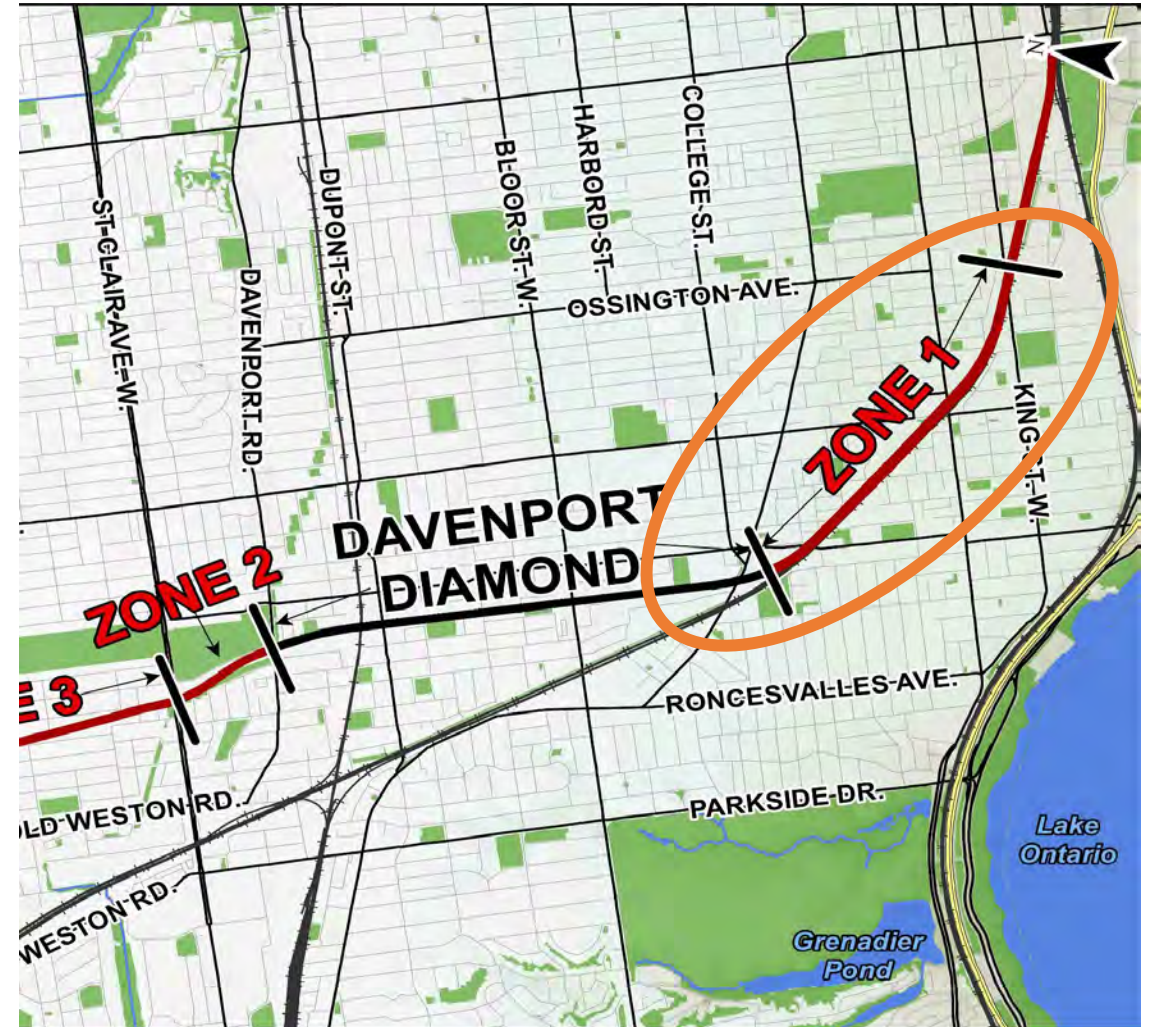 N
ST-CLAIR-AVE.-W.
DAVENPORT-RD.
DUPONT-ST.
BLOOR-ST.-W.
HARBORD-ST.
COLLEGE-ST.
OSSINGTON-AVE.
ZONE 1
KING-ST.-W.
DAVENPORT
DIAMOND
ZONE 2
E 3
RONCESVALLES-AVE.
OLD-WESTON-RD.
PARKSIDE-DR.
WESTON-RD.
Lake
Ontario
Grenadier
Pond